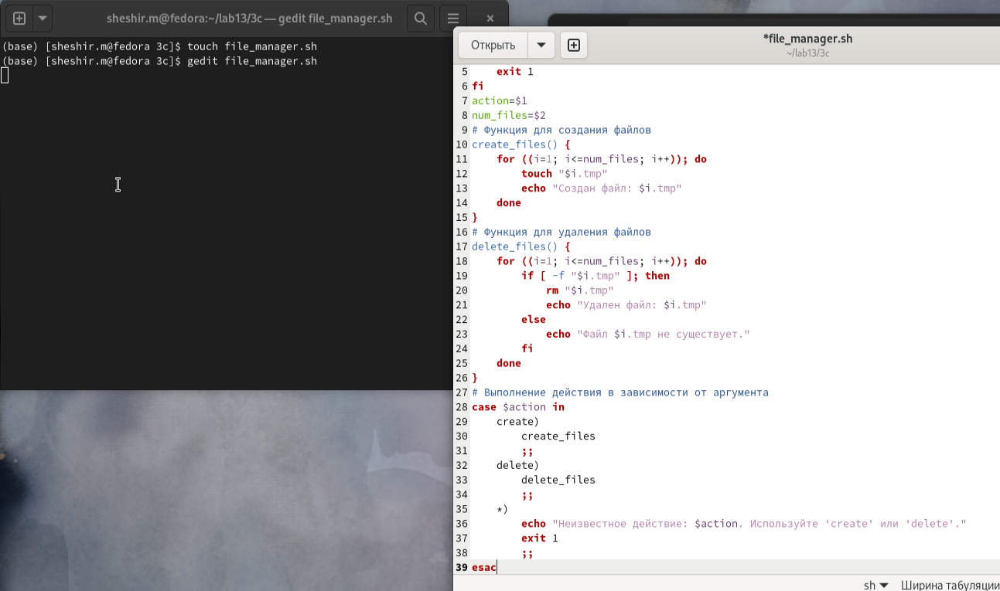 sheshir.m@fedora:~/lab13/3c — gedit file_manager.sh
(base) [sheshir.m@fedora 3c]$ touch file_manager.sh
(base) [sheshir.m@fedora 3c]$ gedit file_manager.sh
Открыть
*file_manager.sh
~/lab13/3c
5     exit 1
6 fi
7 action=$1
8 num_files=$2
9 # Функция для создания файлов
10 create_files() {
11     for ((i=1; i<=num_files; i++)); do
12         touch "$i.tmp"
13         echo "Создан файл: $i.tmp"
14     done
15 }
16 # Функция для удаления файлов
17 delete_files() {
18     for ((i=1; i<=num_files; i++)); do
19         if [ -f "$i.tmp" ]; then
20             rm "$i.tmp"
21             echo "Удален файл: $i.tmp"
22         else
23             echo "Файл $i.tmp не существует."
24         fi
25     done
26 }
27 # Выполнение действия в зависимости от аргумента
28 case $action in
29     create)
30         create_files
31         ;;
32     delete)
33         delete_files
34         ;;
35     *)
36         echo "Неизвестное действие: $action. Используйте 'create' или 'delete'."
37         exit 1
38         ;;
39 esac
sh Ширина табуляции